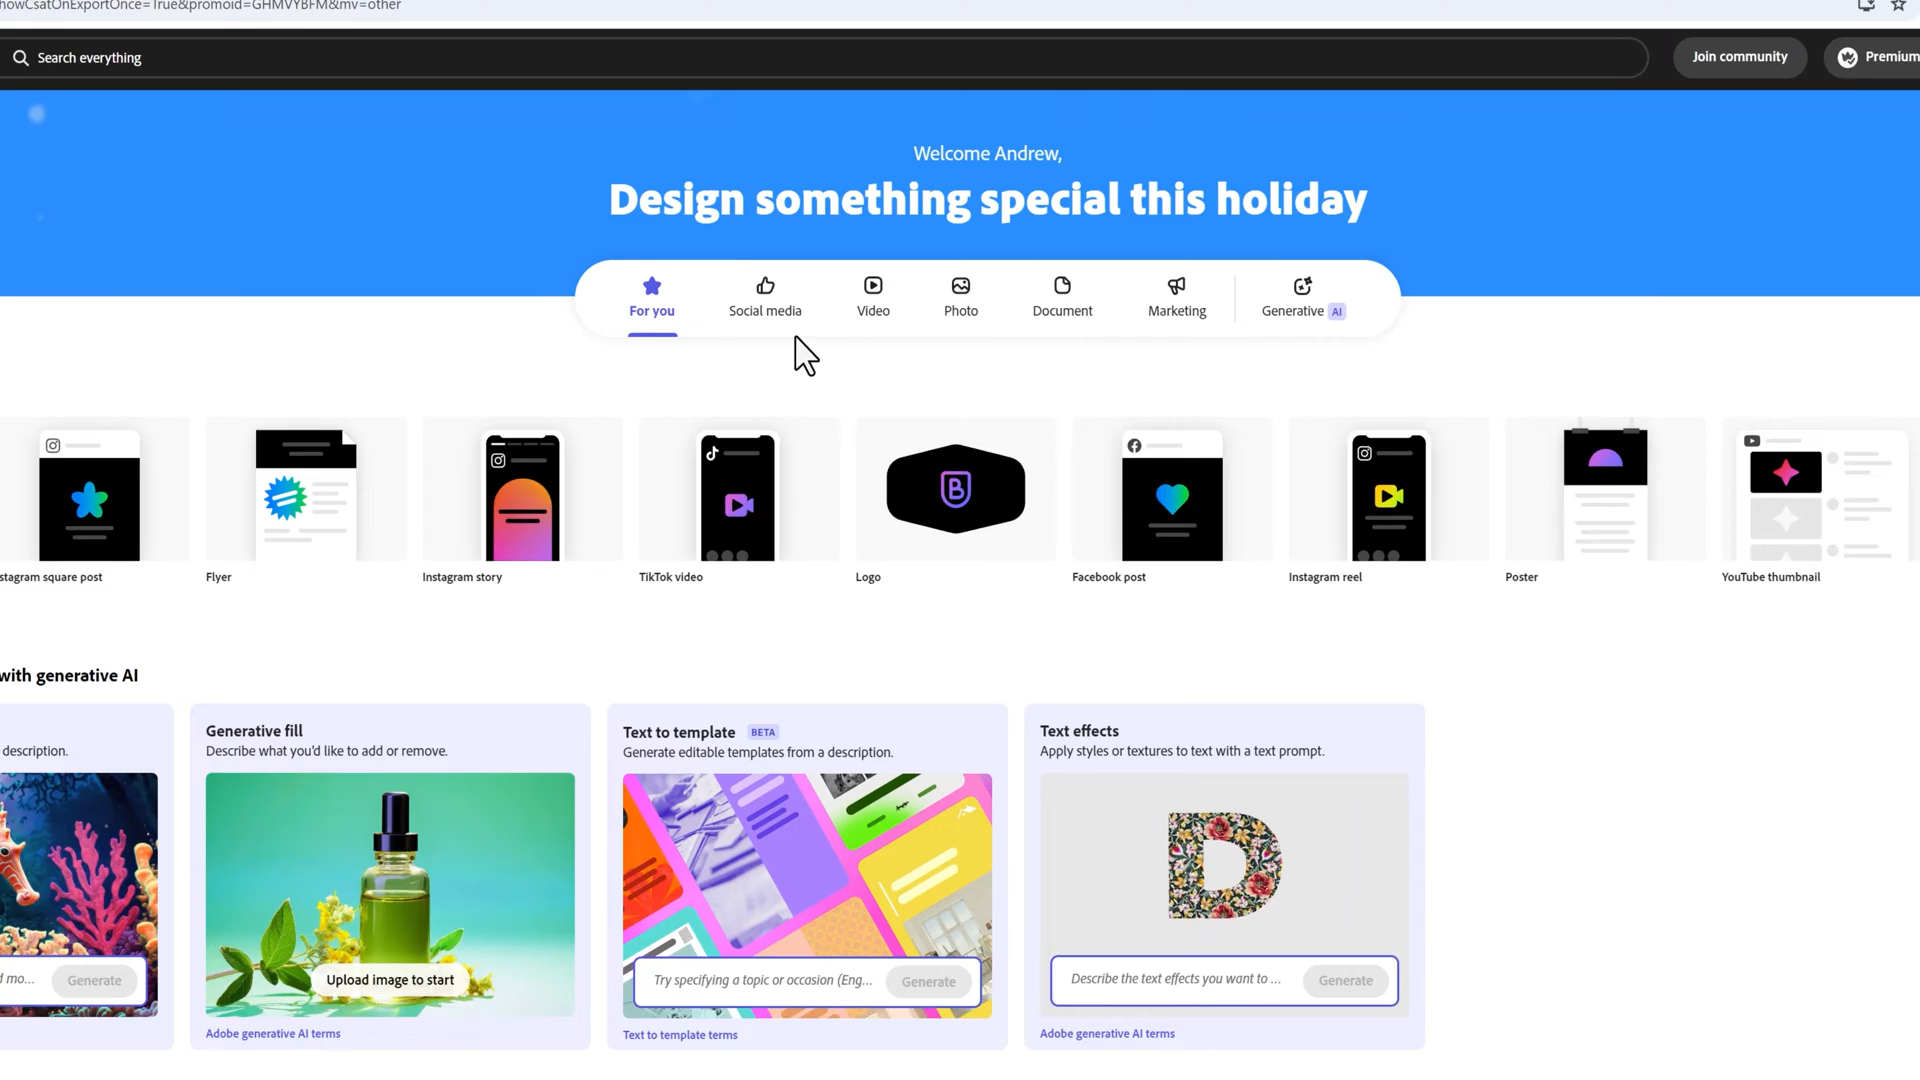 howCsatOnExportOnce=True&promoid=GHMVYBFM&mv=other
Search everything
Join community
Premium
Welcome Andrew,
Design something special this holiday
For you
Social media
Video
Photo
Document
Marketing
Generative AI
B
stagram square post
Flyer
Instagram story
TikTok video
Logo
Facebook post
Instagram reel
Poster
YouTube thumbnail
with generative AI
description.
d mo...
Generate
Generative fill
Describe what you'd like to add or remove.
Upload image to start
Adobe generative AI terms
Text to template BETA
Generate editable templates from a description.
Try specifying a topic or occasion (Eng...
Generate
Text to template terms
Text effects
Apply styles or textures to text with a text prompt.
D
Describe the text effects you want to ...
Generate
Adobe generative AI terms